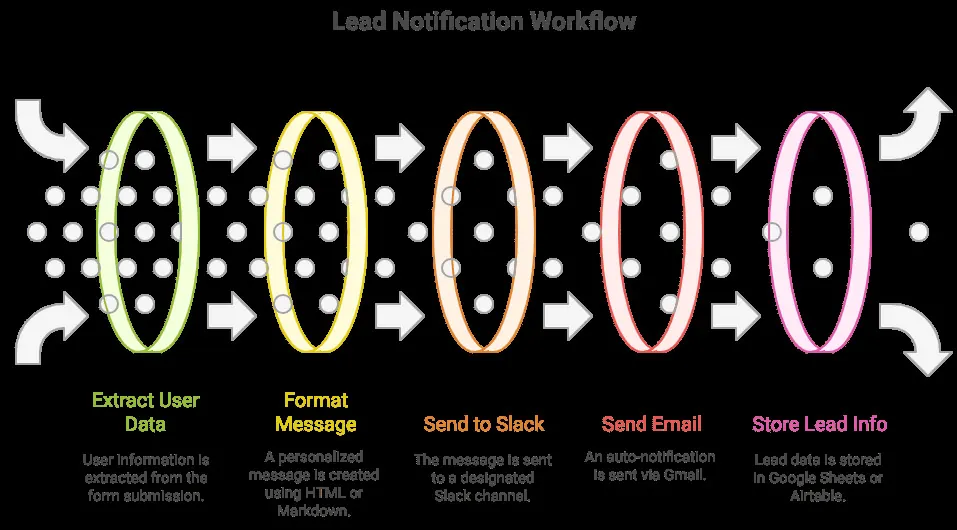 Lead Notification Workflow
Extract User
Data
User information is
extracted from the
form submission.
Format
Message
A personalized
message is created
using HTML or
Markdown.
Send to Slack
The message is sent
to a designated
Slack channel.
Send Email
An auto-notification
is sent via Gmail.
Store Lead Info
Lead data is stored
in Google Sheets or
Airtable.